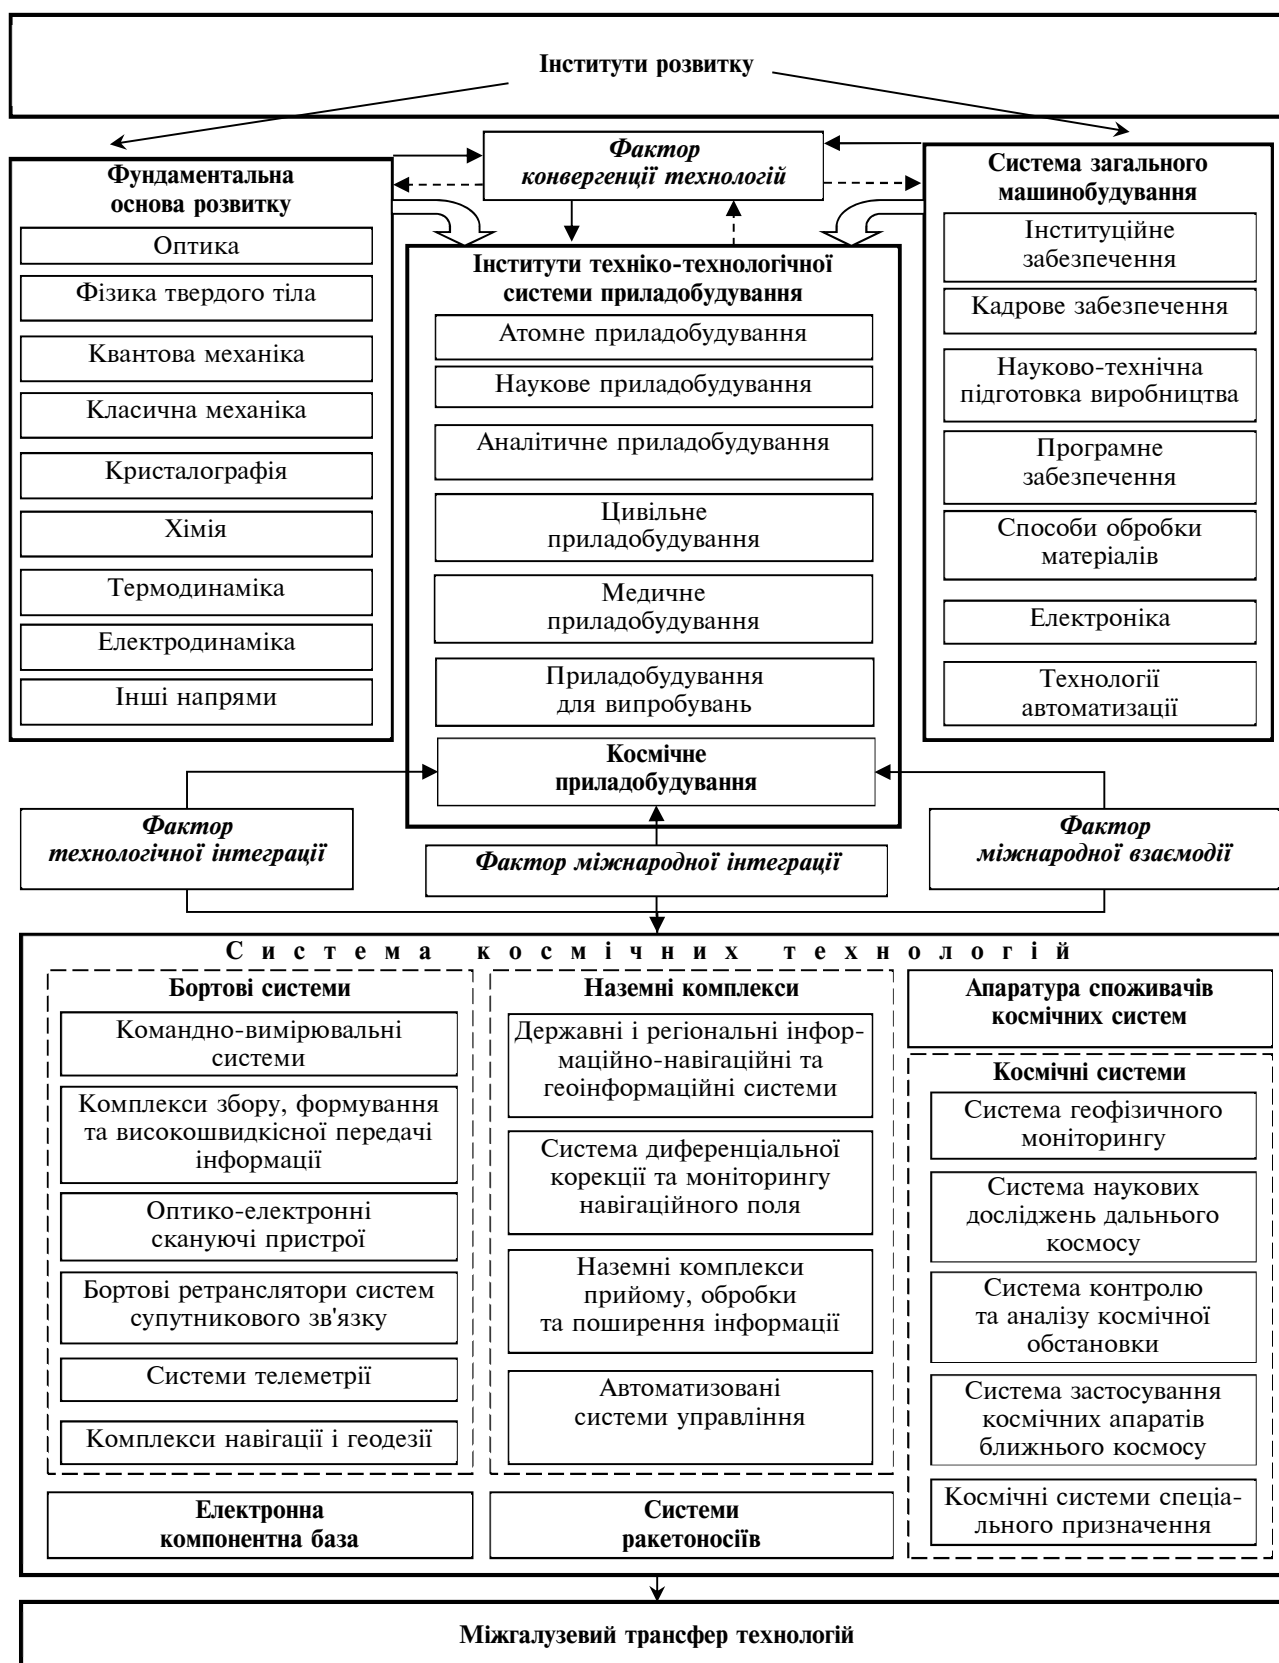 Інститути розвитку
Фактор
конвергенції технологій
Фундаментальна
основа розвитку
Оптика
Фізика твердого тіла
Квантова механіка
Класична механіка
Кристалографія
Хімія
Термодинаміка
Електродинаміка
Інші напрями
Інститути техніко-технологічної
системи приладобудування
Атомне приладобудування
Наукове приладобудування
Аналітичне приладобудування
Цивільне
приладобудування
Медичне
приладобудування
Приладобудування
для випробувань
Космічне
приладобудування
Система загального
машинобудування
Інституційне
забезпечення
Кадрове забезпечення
Науково-технічна
підготовка виробництва
Програмне
забезпечення
Способи обробки
матеріалів
Електроніка
Технології
автоматизації
Фактор
технологічної інтеграції
Фактор міжнародної інтеграції
Фактор
міжнародної взаємодії
Система космічних технологій
Бортові системи
Командно-вимірювальні
системи
Комплекси збору, формування
та високошвидкісної передачі
інформації
Оптико-електронні
скануючі пристрої
Бортові ретранслятори систем
супутникового зв'язку
Системи телеметрії
Комплекси навігації і геодезії
Електронна
компонентна база
Наземні комплекси
Державні і регіональні інфор-
маційно-навігаційні та
геоінформаційні системи
Система диференціальної
корекції та моніторингу
навігаційного поля
Наземні комплекси
прийому, обробки
та поширення інформації
Автоматизовані
системи управління
Системи
ракетоносіїв
Апаратура споживачів
космічних систем
Космічні системи
Система геофізичного
моніторингу
Система наукових
досліджень дальнього
космосу
Система контролю
та аналізу космічної
обстановки
Система застосування
космічних апаратів
ближнього космосу
Космічні системи спеціа-
льного призначення
Міжгалузевий трансфер технологій